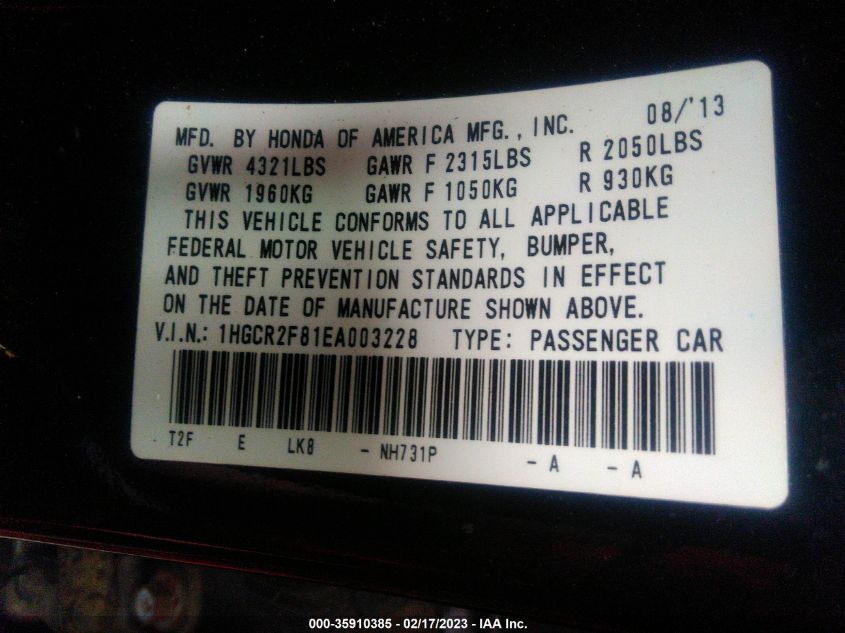 08/'13
MFD. BY HONDA OF AMERICA MFG., INC.
GVWR 4321LBS GAWR F 2315LBS R 2050LBS
GVWR 1960KG GAWR F 1050KG R 930KG
THIS VEHICLE CONFORMS TO ALL APPLICABLE
FEDERAL MOTOR VEHICLE SAFETY, BUMPER,
AND THEFT PREVENTION STANDARDS IN EFFECT
ON THE DATE OF MANUFACTURE SHOWN ABOVE.
V.I.N.: 1HGCR2F81EA003228 TYPE: PASSENGER CAR
T2F E LK8 - NH731P - A - A
000-35910385 - 02/17/2023 - IAA Inc.